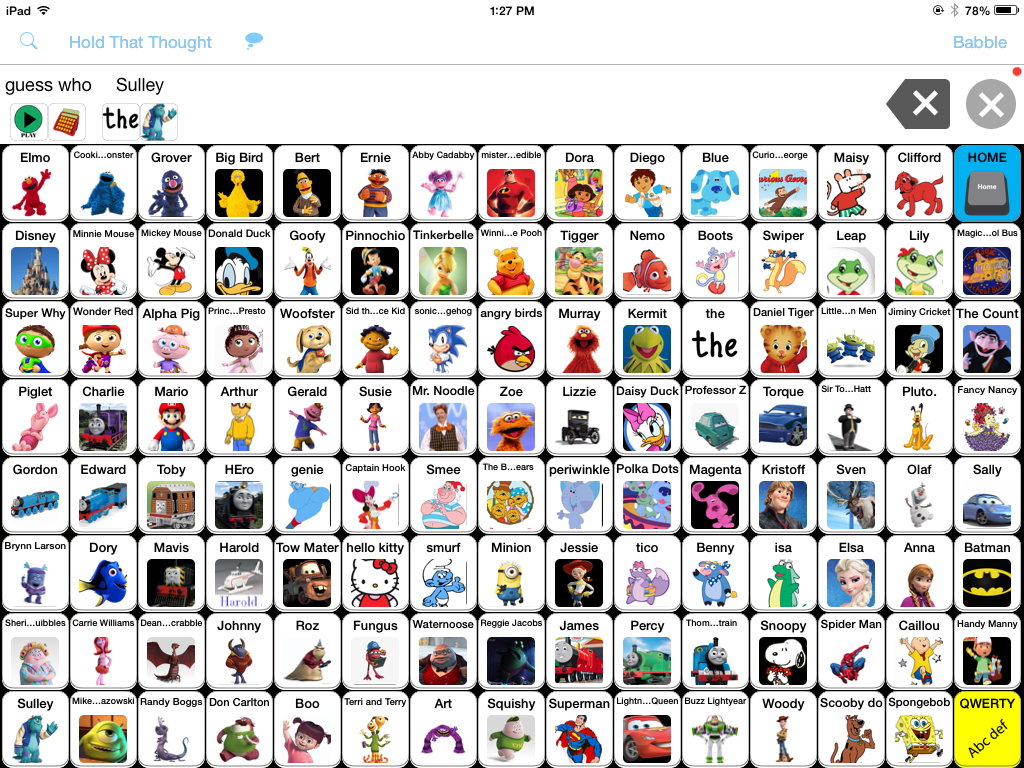 iPad 1:27 PM 78%
Hold That Thought Babble
guess who Sulley
PLAY the
Elmo Cooki...onster Grover Big Bird Bert Ernie Abby Cadabby mister...edible Dora Diego Blue Curio...eorge Maisy Clifford HOME
Curious George Home
Disney Minnie Mouse Mickey Mouse Donald Duck Goofy Pinnochio Tinkerbelle Winni...e Pooh Tigger Nemo Boots Swiper Leap Lily Magic...ol Bus
Super Why Wonder Red Alpha Pig Princ...Presto Woofster Sid th...ce Kid sonic...gehog angry birds Murray Kermit the Daniel Tiger Little...n Men Jiminy Cricket The Count
the
Piglet Charlie Mario Arthur Gerald Susie Mr. Noodle Zoe Lizzie Daisy Duck Professor Z Torque Sir To...Hatt Pluto. Fancy Nancy
Gordon Edward Toby HEro genie Captain Hook Smee The B...ears periwinkle Polka Dots Magenta Kristoff Sven Olaf Sally
Brynn Larson Dory Mavis Harold Tow Mater hello kitty smurf Minion Jessie tico Benny isa Elsa Anna Batman
Harold
Sheri...uibbles Carrie Williams Dean...crabble Johnny Roz Fungus Waternoose Reggie Jacobs James Percy Thom...train Snoopy Spider Man Caillou Handy Manny
Sulley Mike...azowski Randy Boggs Don Carlton Boo Terri and Terry Art Squishy Superman Lightn...Queen Buzz Lightyear Woody Scooby do Spongebob QWERTY
Abc def